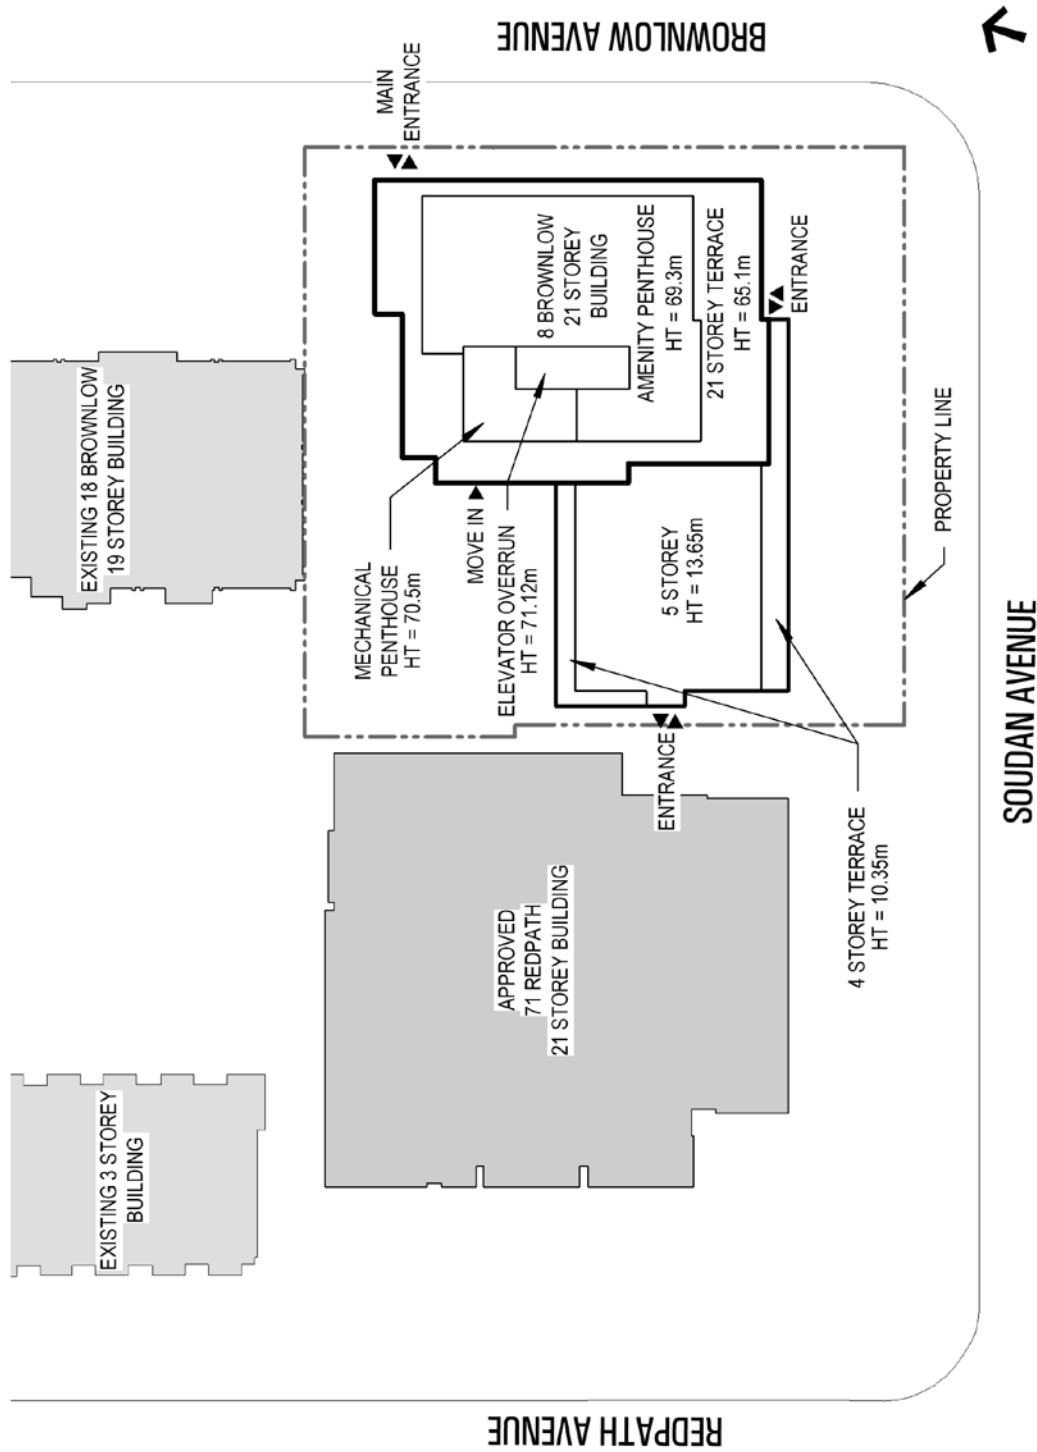 BROWNLOW AVENUE
MAIN
ENTRANCE
EXISTING 18 BROWNLOW
19 STOREY BUILDING
8 BROWNLOW
21 STOREY
BUILDING
AMENITY PENTHOUSE
HT = 69.3m
21 STOREY TERRACE
HT = 65.1m
ENTRANCE
MECHANICAL
PENTHOUSE
HT = 70.5m
MOVE IN
ELEVATOR OVERRUN
HT = 71.12m
5 STOREY
HT = 13.65m
PROPERTY LINE
ENTRANCE
4 STOREY TERRACE
HT = 10.35m
APPROVED
71 REDPATH
21 STOREY BUILDING
EXISTING 3 STOREY
BUILDING
SOUDAN AVENUE
REDPATH AVENUE